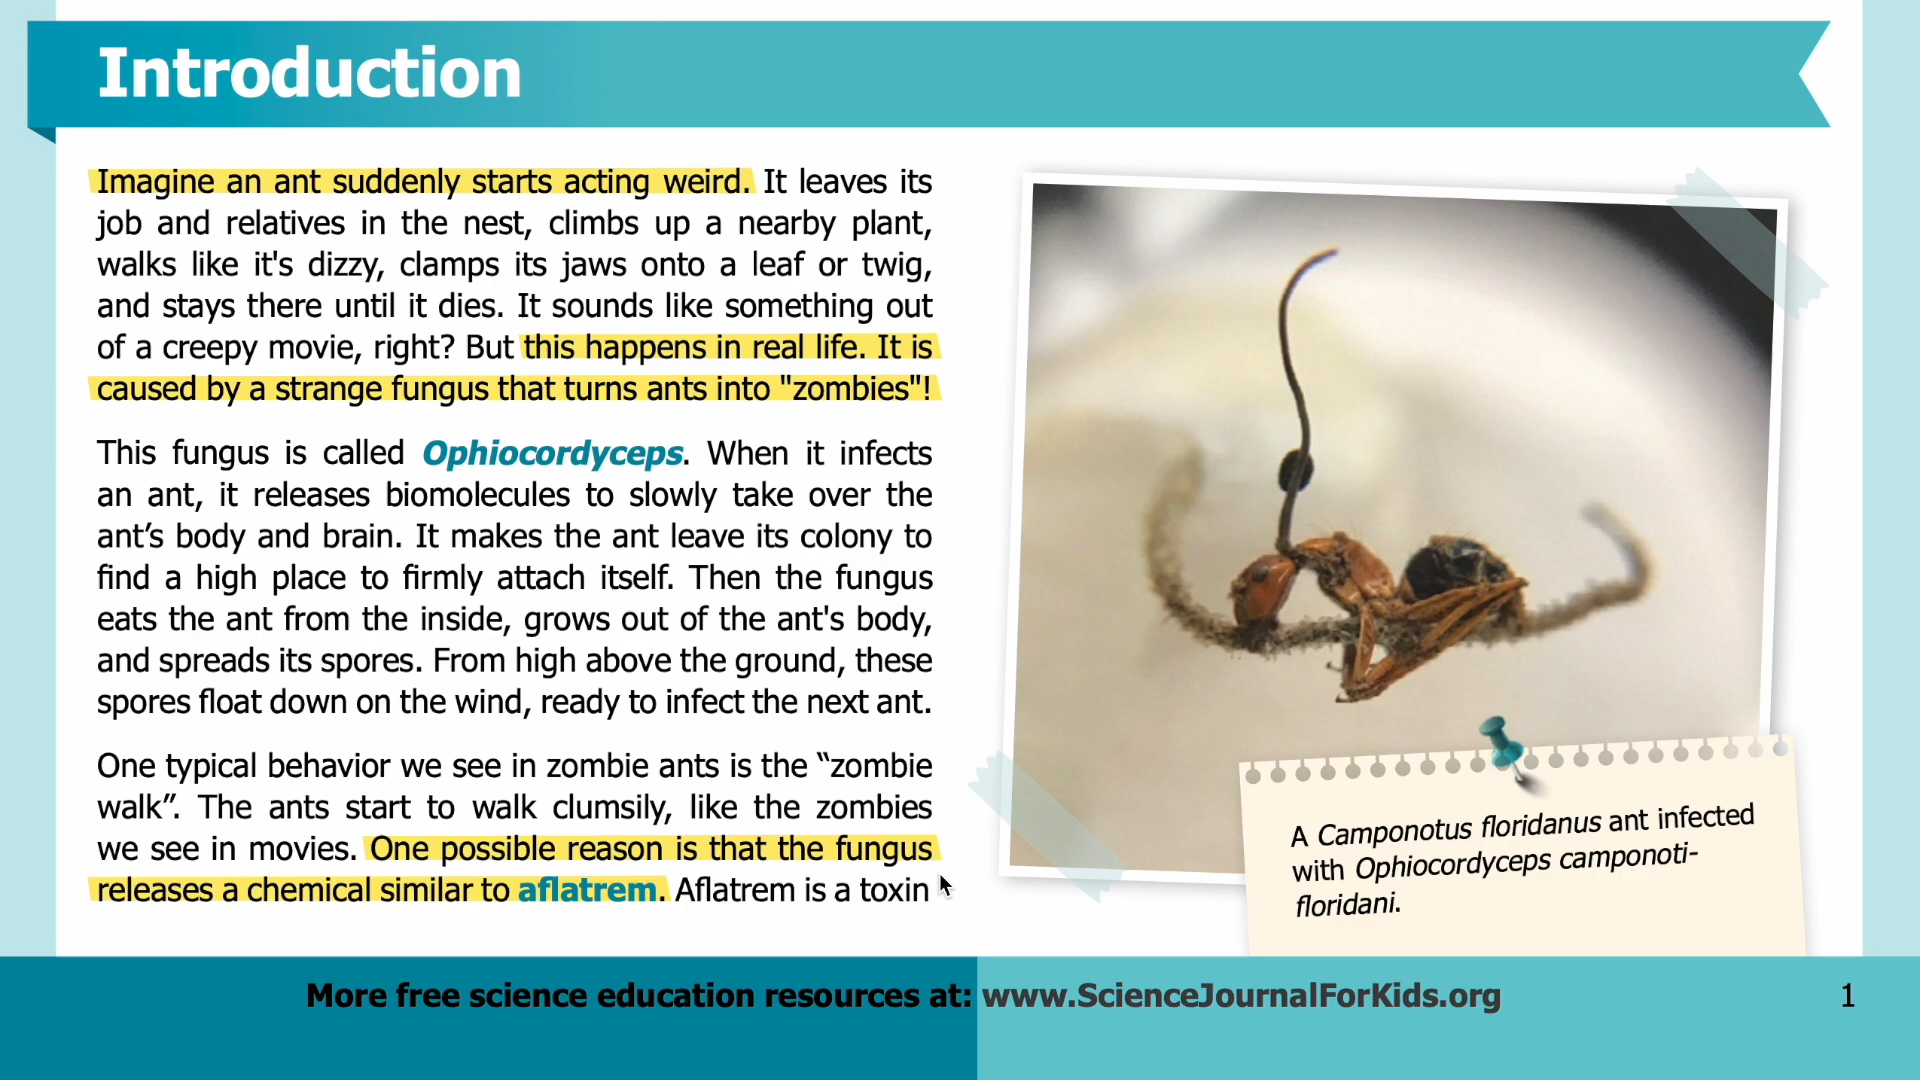 Introduction
Imagine an ant suddenly starts acting weird. It leaves its
job and relatives in the nest, climbs up a nearby plant,
walks like it's dizzy, clamps its jaws onto a leaf or twig,
and stays there until it dies. It sounds like something out
of a creepy movie, right? But this happens in real life. It is
caused by a strange fungus that turns ants into "zombies"!
This fungus is called Ophiocordyceps. When it infects
an ant, it releases biomolecules to slowly take over the
ant’s body and brain. It makes the ant leave its colony to
find a high place to firmly attach itself. Then the fungus
eats the ant from the inside, grows out of the ant's body,
and spreads its spores. From high above the ground, these
spores float down on the wind, ready to infect the next ant.
One typical behavior we see in zombie ants is the “zombie
walk”. The ants start to walk clumsily, like the zombies
we see in movies. One possible reason is that the fungus
releases a chemical similar to aflatrem. Aflatrem is a toxin
A Camponotus floridanus ant infected
with Ophiocordyceps camponoti-
floridani.
More free science education resources at: www.ScienceJournalForKids.org
1